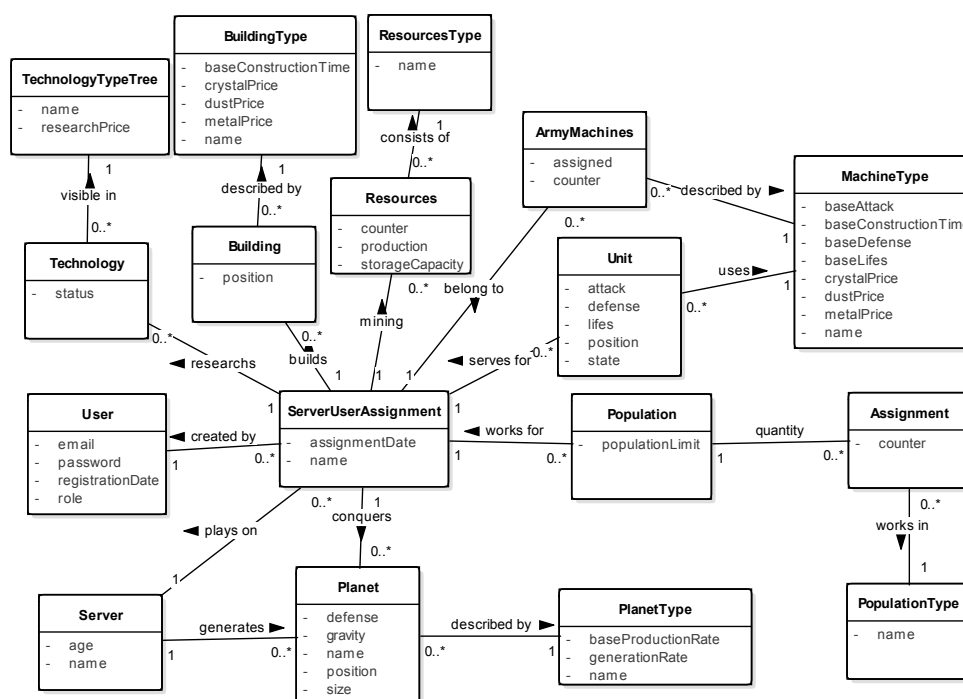 TechnologyTypeTree
- name
- researchPrice
BuildingType
- baseConstructionTime
- crystalPrice
- dustPrice
- metalPrice
- name
ResourcesType
- name
ArmyMachines
- assigned
- counter
MachineType
- baseAttack
- baseConstructionTime
- baseDefense
- baseLifes
- crystalPrice
- dustPrice
- metalPrice
- name
1
visible in
0..*
1
described by
0..*
1
consists of
0..*
0..*
described by
1
Technology
- status
Building
- position
Resources
- counter
- production
- storageCapacity
Unit
- attack
- defense
- lifes
- position
- state
0..*
belong to
1
uses
0..*
1
0..*
researchs
1
0..*
builds
1
0..*
mining
1
0..*
serves for
1
User
- email
- password
- registrationDate
- role
ServerUserAssignment
- assignmentDate
- name
Population
- populationLimit
Assignment
- counter
created by
1
0..*
works for
1
0..*
quantity
1
0..*
0..*
plays on
1
1
conquers
0..*
0..*
works in
1
Server
- age
- name
Planet
- defense
- gravity
- name
- position
- size
PlanetType
- baseProductionRate
- generationRate
- name
PopulationType
- name
generates
1
0..*
described by
0..*
1